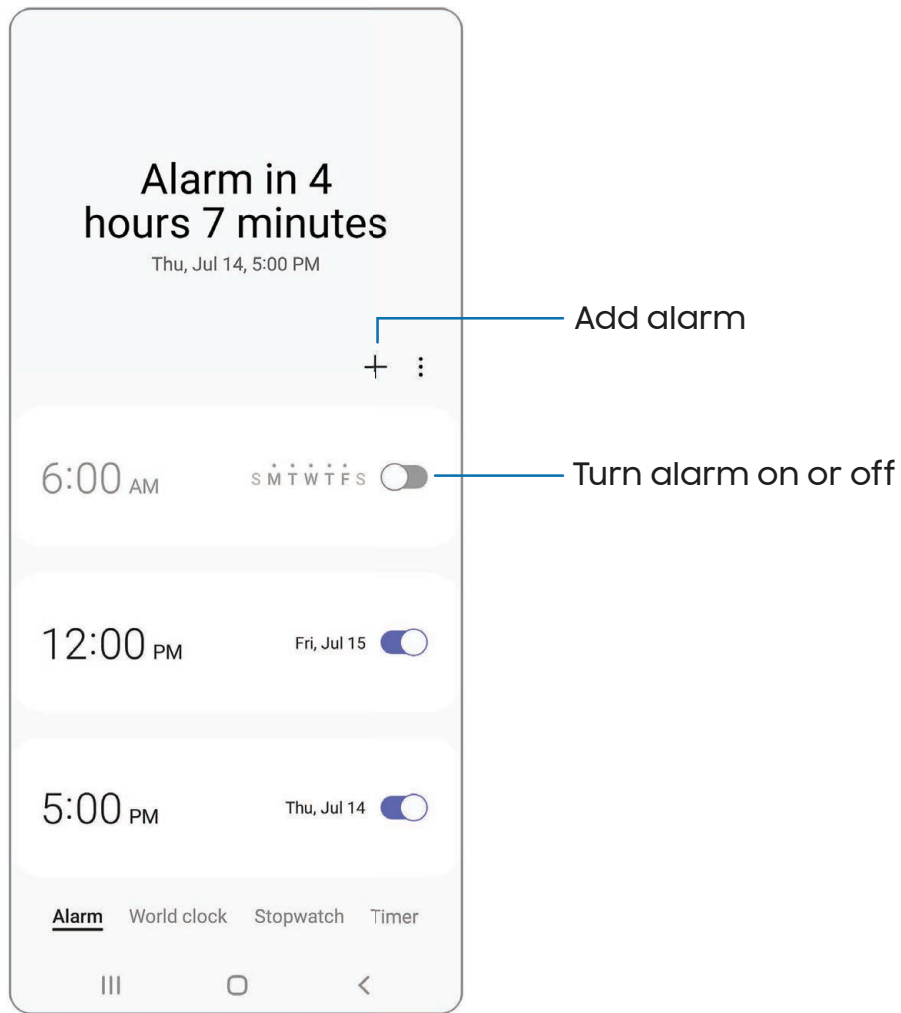 Alarm in 4
hours 7 minutes
Thu, Jul 14, 5:00 PM
Add alarm
6:00 AM S M T W T F S
Turn alarm on or off
12:00 PM Fri, Jul 15
5:00 PM Thu, Jul 14
Alarm World clock Stopwatch Timer